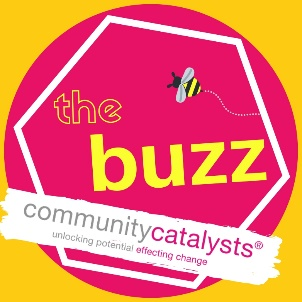 the
buzz
communitycatalysts®
unlocking potential effecting change